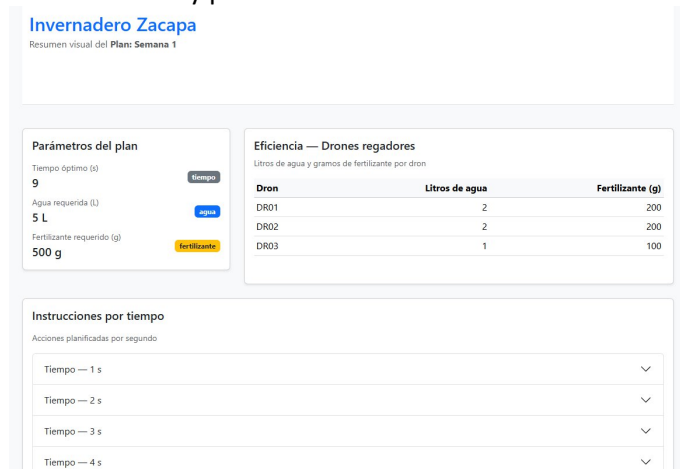 Invernadero Zacapa
Resumen visual del Plan: Semana 1
Parámetros del plan
Tiempo óptimo (s)
9
tiempo
Agua requerida (L)
5 L
agua
Fertilizante requerido (g)
500 g
fertilizante
Eficiencia — Drones regadores
Litros de agua y gramos de fertilizante por dron
Dron Litros de agua Fertilizante (g)
DR01 2 200
DR02 2 200
DR03 1 100
Instrucciones por tiempo
Acciones planificadas por segundo
Tiempo — 1 s
Tiempo — 2 s
Tiempo — 3 s
Tiempo — 4 s